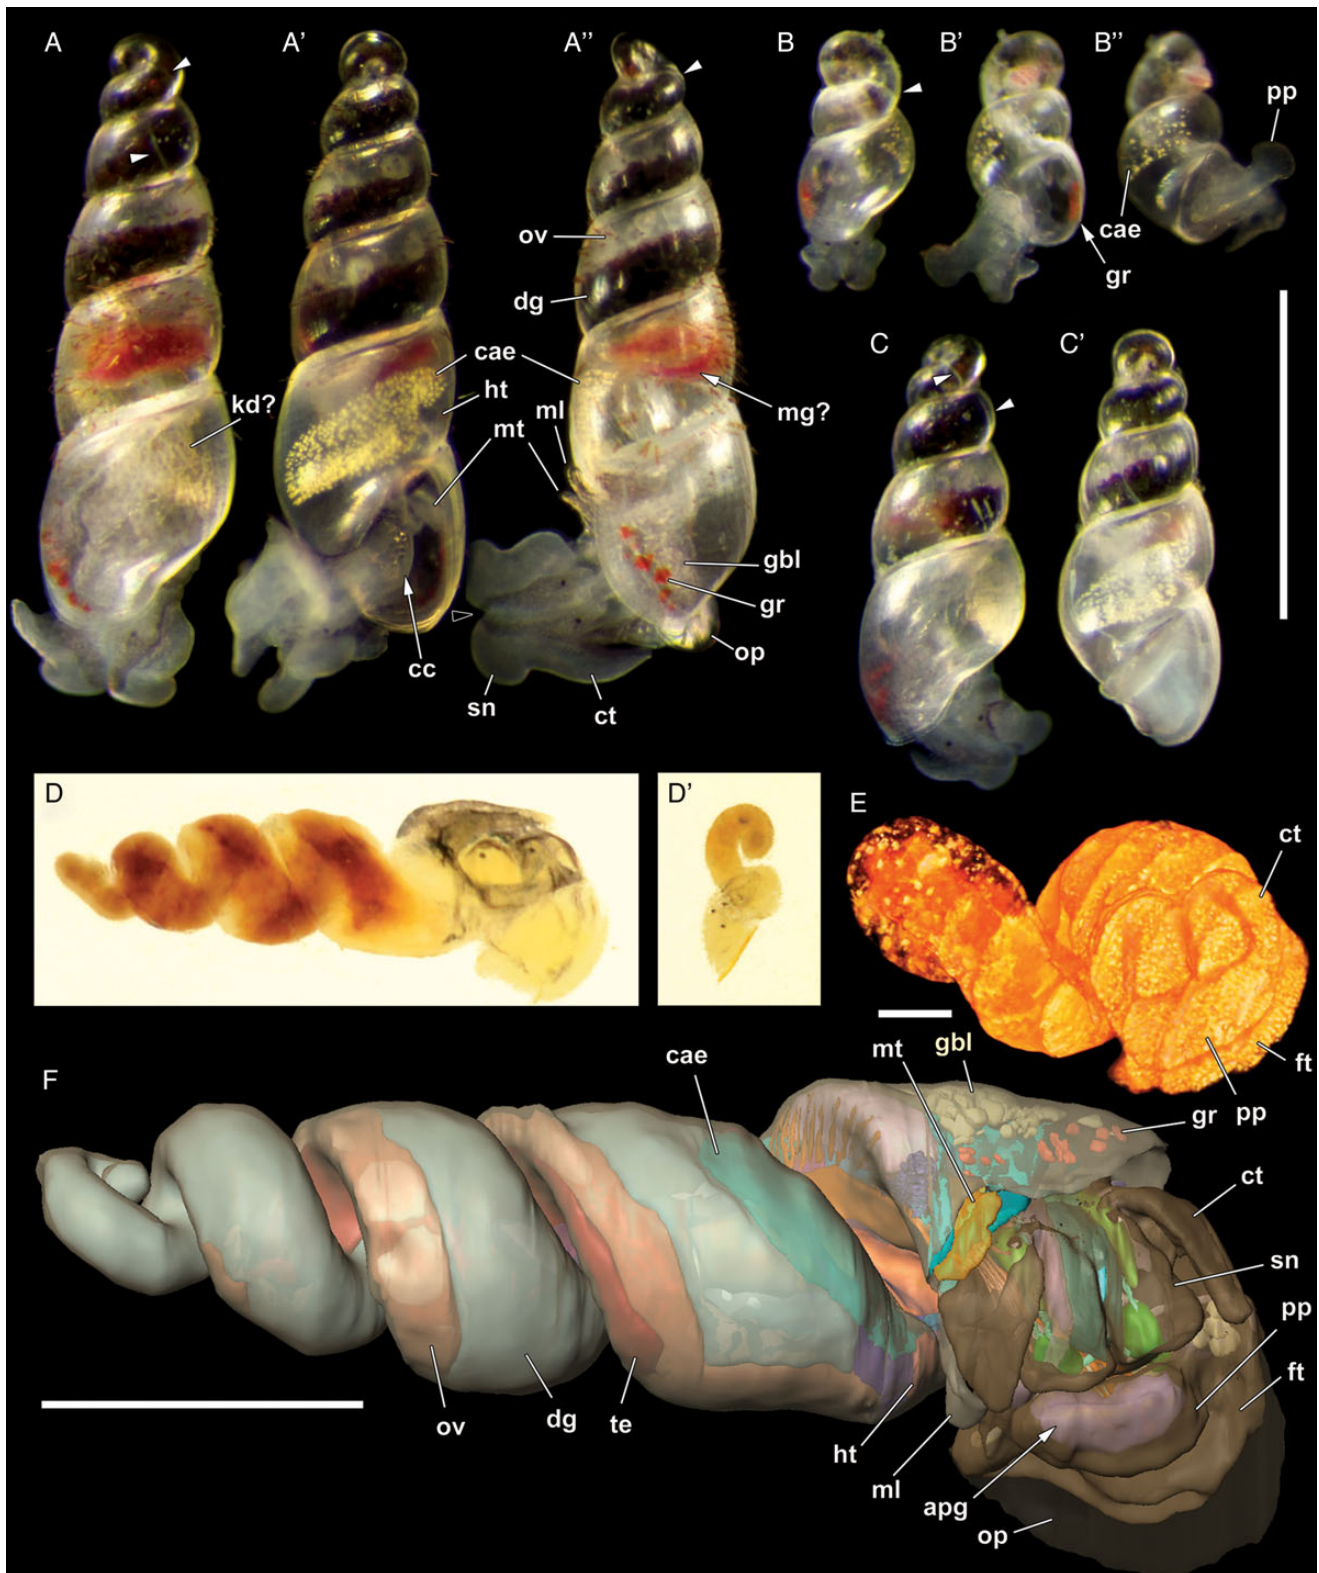 A A' A'' B B' B''
pp
ov
dg
cae
gr
C C'
cae
ht
mt
ml
kd?
mg?
gbl
gr
op
cc
sn
ct
D D' E
ct
ft
pp
F
cae
mt
gbl
gr
ct
sn
pp
ft
ov
dg
te
ht
ml
apg
op